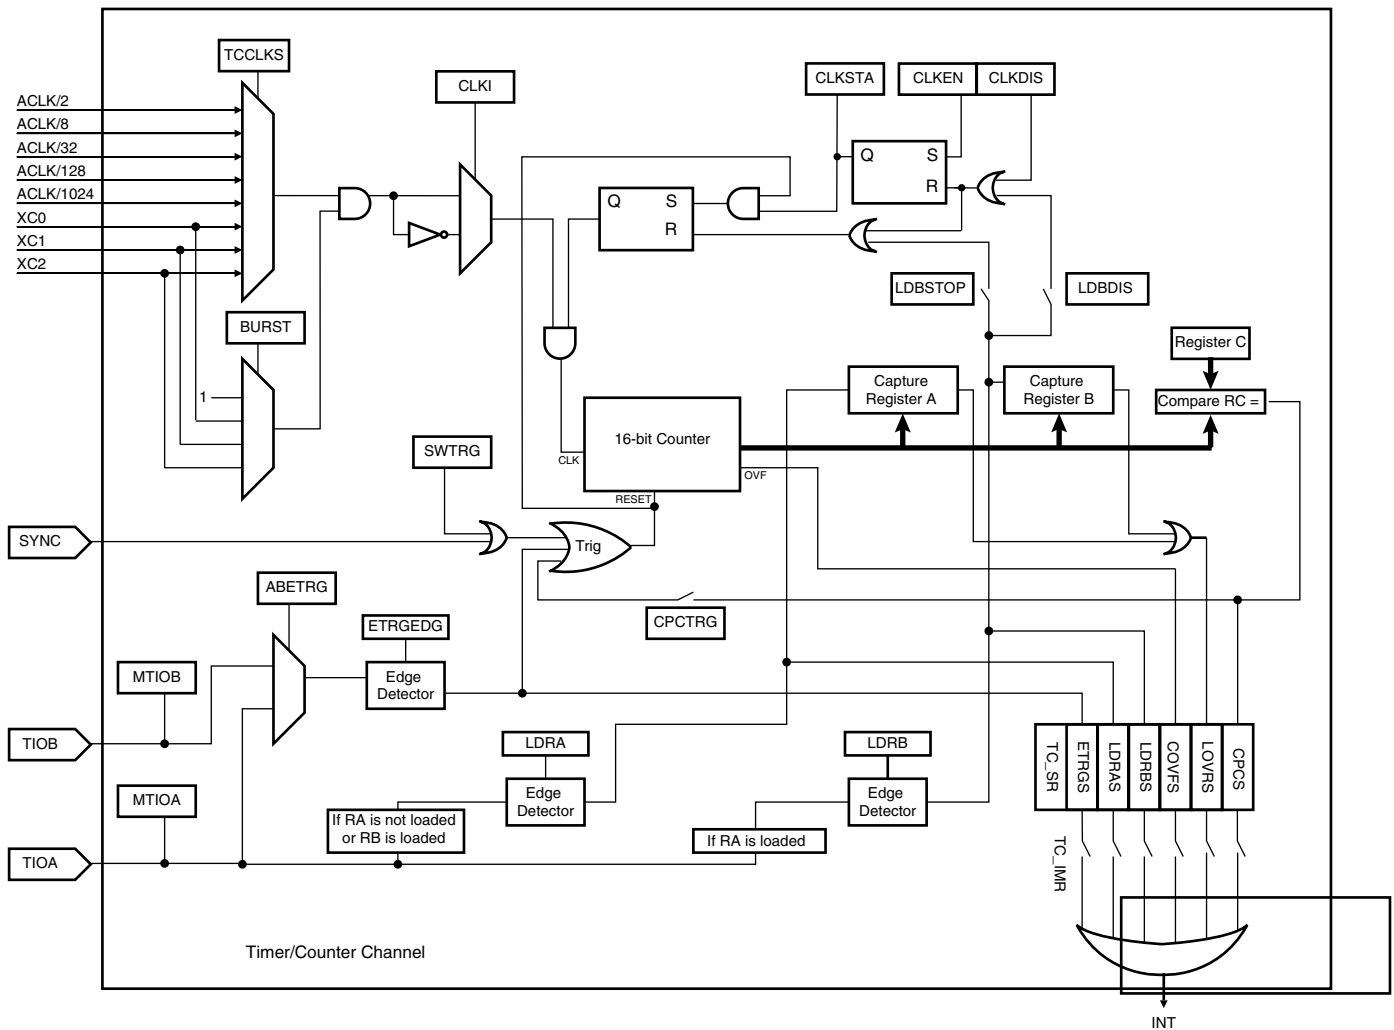 TCCLKS
CLKI
CLKSTA
CLKEN
CLKDIS
ACLK/2
ACLK/8
ACLK/32
ACLK/128
ACLK/1024
XC0
XC1
XC2
Q
S
R
Q
S
R
LDBSTOP
LDBDIS
BURST
1
Register C
Capture
Register A
Capture
Register B
Compare RC =
16-bit Counter
CLK
OVF
RESET
SWTRG
SYNC
Trig
ABETRG
CPCTRG
ETRGEDG
MTIOB
Edge
Detector
TIOB
LDRA
LDRB
MTIOA
Edge
Detector
Edge
Detector
If RA is not loaded
or RB is loaded
If RA is loaded
TIOA
TC_SR
ETRGS
LDRAS
LDRBS
COVFS
LOVRS
CPCS
TC_IMR
Timer/Counter Channel
INT